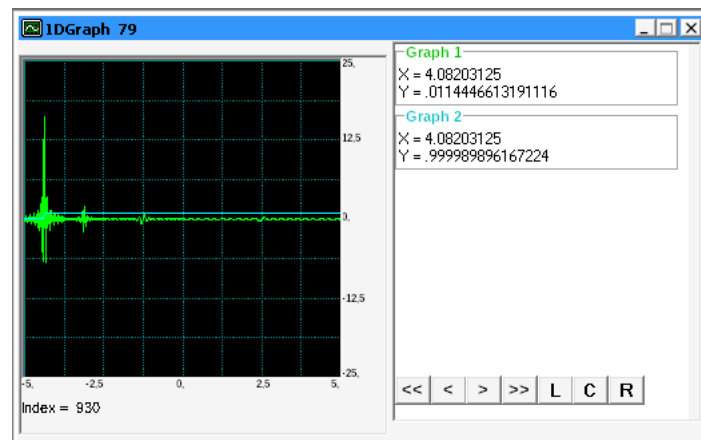 1DGraph 79
25,
12,5
0,
-12,5
-25,
-5,
-2,5
0,
2,5
5,
Index = 930
Graph 1
X = 4.08203125
Y = .0114446613191116
Graph 2
X = 4.08203125
Y = .999989896167224
<< < > >> L C R